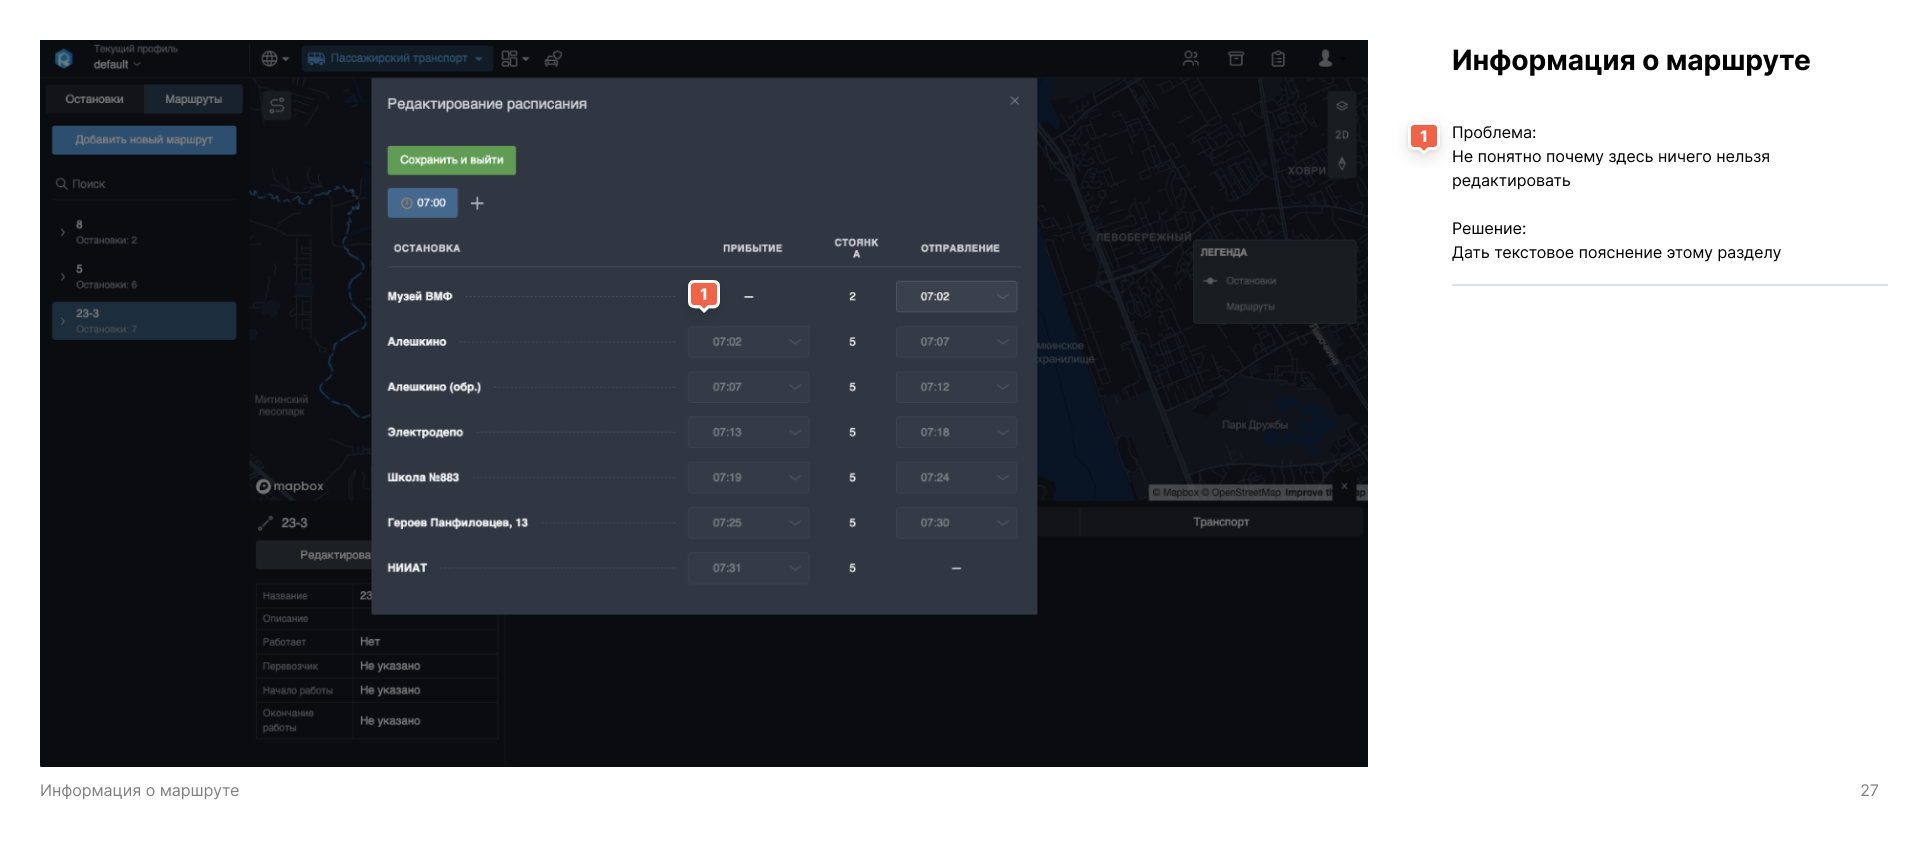 Текущий профиль
default
Пассажирский транспорт
Остановки
Маршруты
Добавить новый маршрут
Поиск
8
Остановки: 2
5
Остановки: 6
23-3
Остановки: 7
Редактирование расписания
Сохранить и выйти
07:00
ОСТАНОВКА
ПРИБЫТИЕ
СТОЯНК
А
ОТПРАВЛЕНИЕ
Музей ВМФ
1
–
2
07:02
Алешкино
07:02
5
07:07
Алешкино (обр.)
07:07
5
07:12
Электродепо
07:13
5
07:18
Школа №883
07:19
5
07:24
Героев Панфиловцев, 13
07:25
5
07:30
НИИАТ
07:31
5
–
2D
ХОВРИ
ЛЕВОБЕРЕЖНЫЙ
ЛЕГЕНДА
Остановки
Маршруты
мкинское
хранилище
Парк Дружбы
Митинский
лесопарк
mapbox
© Mapbox © OpenStreetMap Improve th
23-3
Транспорт
Редактирова
Название
23
Описание
Работает
Нет
Перевозчик
Не указано
Начало работы
Не указано
Окончание
работы
Не указано
Информация о маршруте
1
Проблема:
Не понятно почему здесь ничего нельзя
редактировать
Решение:
Дать текстовое пояснение этому разделу
Информация о маршруте
27